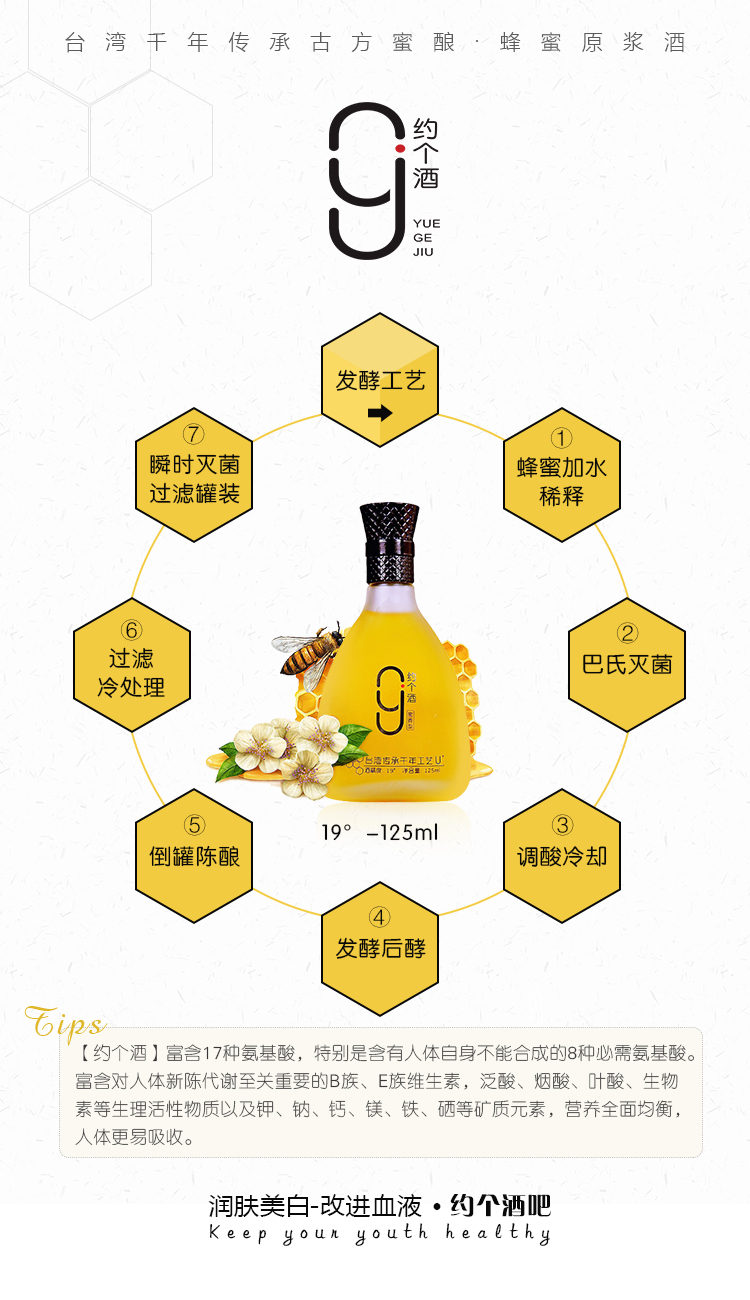 台湾千年传承古方蜜酿·蜂蜜原浆酒
约个酒
YUE
GE
JIU
发酵工艺
①
蜂蜜加水
稀释
②
巴氏灭菌
③
调酸冷却
④
发酵后酵
⑤
倒罐陈酿
⑥
过滤
冷处理
⑦
瞬时灭菌
过滤罐装
约个酒
台湾传承千年工艺U+
酒精度:19° 净含量:125ml
19° –125ml
Tips
【约个酒】富含17种氨基酸，特别是含有人体自身不能合成的8种必需氨基酸。
富含对人体新陈代谢至关重要的B族、E族维生素，泛酸、烟酸、叶酸、生物
素等生理活性物质以及钾、钠、钙、镁、铁、硒等矿质元素，营养全面均衡，
人体更易吸收。
润肤美白-改进血液·约个酒吧
Keep your youth healthy